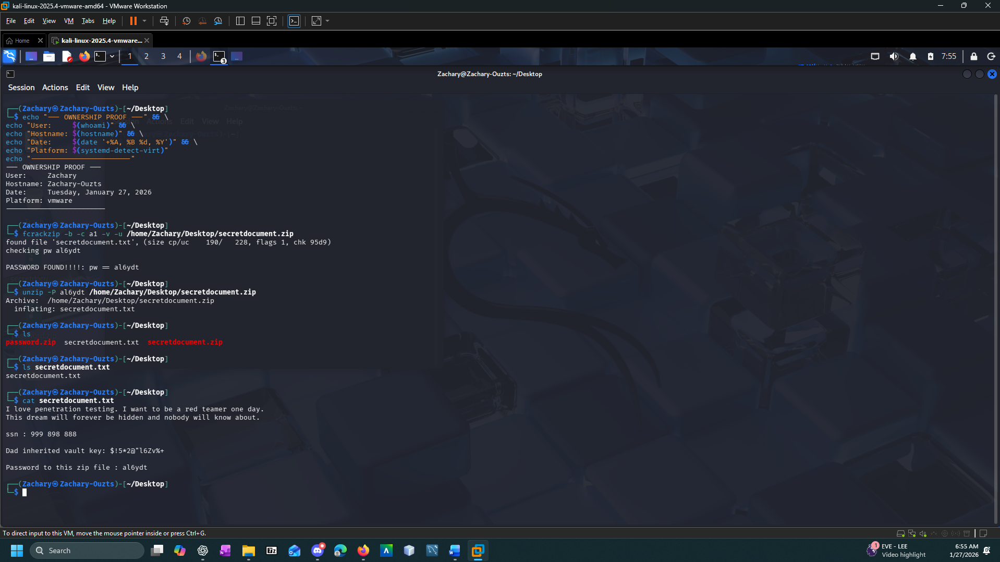 kali-linux-2025.4-vmware-amd64 - VMware Workstation
File Edit View VM Tabs Help
Home
kali-linux-2025.4-vmware...
1 2 3 4
3
7:55
Zachary@Zachary-Ouzts: ~/Desktop
Session Actions Edit View Help
┌──(Zachary㉿Zachary-Ouzts)-[~/Desktop]
└─$ echo "─── OWNERSHIP PROOF ───" && \
echo "User:     $(whoami)" && \
echo "Hostname: $(hostname)" && \
echo "Date:     $(date '+%A, %B %d, %Y')" && \
echo "Platform: $(systemd-detect-virt)"
echo "────────────────────────"
─── OWNERSHIP PROOF ───
User:     Zachary
Hostname: Zachary-Ouzts
Date:     Tuesday, January 27, 2026
Platform: vmware
────────────────────────
┌──(Zachary㉿Zachary-Ouzts)-[~/Desktop]
└─$ fcrackzip -b -c a1 -v -u /home/Zachary/Desktop/secretdocument.zip
found file 'secretdocument.txt', (size cp/uc    190/   228, flags 1, chk 95d9)
checking pw al6ydt
PASSWORD FOUND!!!!: pw == al6ydt
┌──(Zachary㉿Zachary-Ouzts)-[~/Desktop]
└─$ unzip -P al6ydt /home/Zachary/Desktop/secretdocument.zip
Archive:  /home/Zachary/Desktop/secretdocument.zip
  inflating: secretdocument.txt
┌──(Zachary㉿Zachary-Ouzts)-[~/Desktop]
└─$ ls
password.zip  secretdocument.txt  secretdocument.zip
┌──(Zachary㉿Zachary-Ouzts)-[~/Desktop]
└─$ ls secretdocument.txt
secretdocument.txt
┌──(Zachary㉿Zachary-Ouzts)-[~/Desktop]
└─$ cat secretdocument.txt
I love penetration testing. I want to be a red teamer one day.
This dream will forever be hidden and nobody will know about.
ssn : 999 898 888
Dad inherited vault key: $!5*2@"l6Zv%+
Password to this zip file : al6ydt
┌──(Zachary㉿Zachary-Ouzts)-[~/Desktop]
└─$
To direct input to this VM, move the mouse pointer inside or press Ctrl+G.
Search
1
EVE - LEE
Video highlight
6:55 AM
1/27/2026